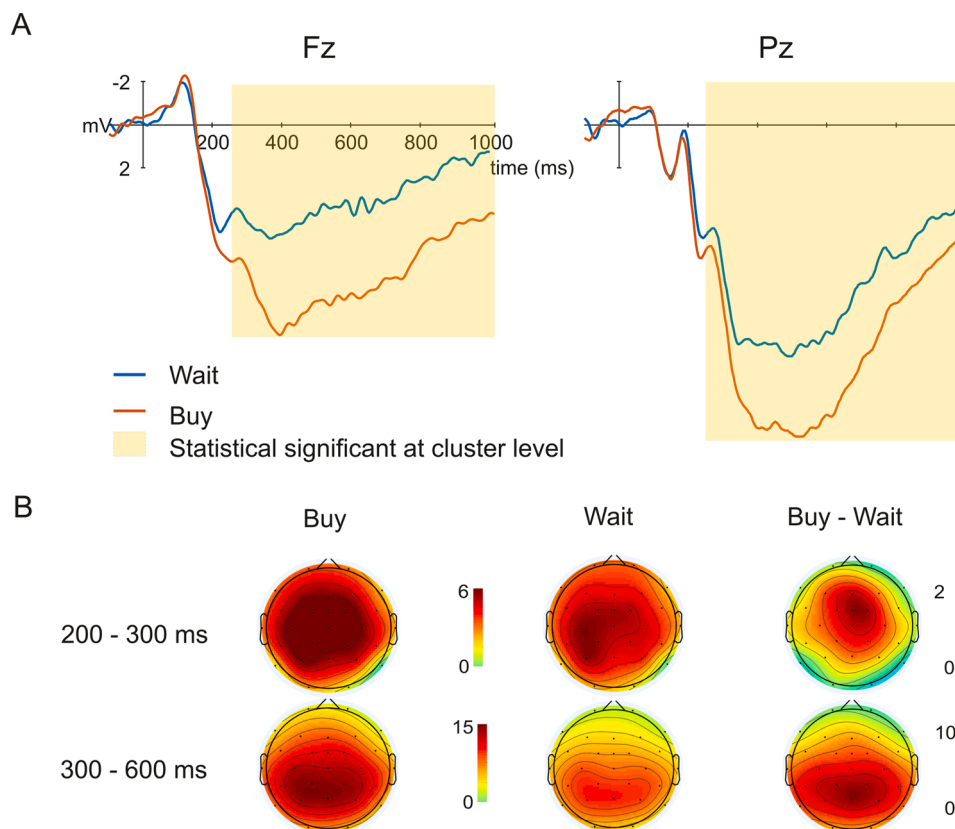 A
Fz
Pz
-2
mV
200 400 600 800 1000
2
time (ms)
Wait
Buy
Statistical significant at cluster level
B
Buy
Wait
Buy - Wait
200 - 300 ms
6
0
2
0
300 - 600 ms
15
0
10
0